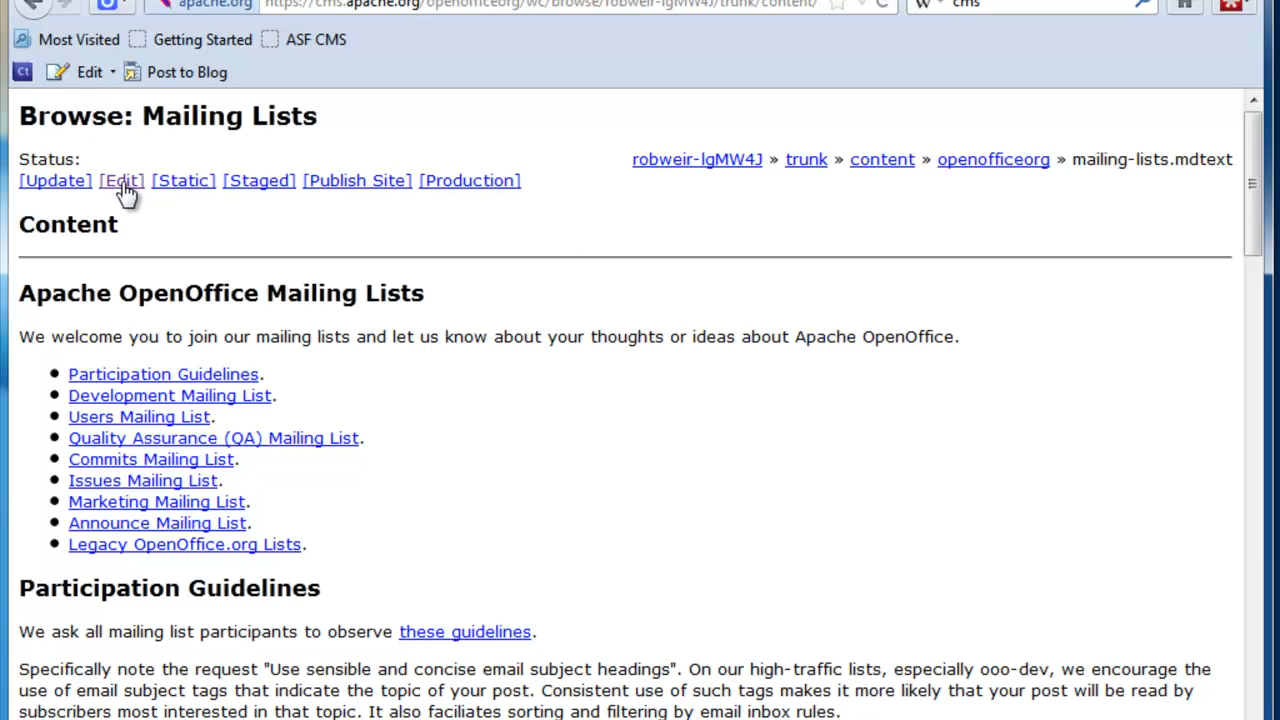 apache.org https://cms.apache.org/openofficeorg/wc/browse/robweir-lgMW4J/trunk/content/ W cms
Most Visited Getting Started ASF CMS
Ct Edit Post to Blog
Browse: Mailing Lists
Status: robweir-lgMW4J » trunk » content » openofficeorg » mailing-lists.mdtext
[Update] [Edit] [Static] [Staged] [Publish Site] [Production]
Content
Apache OpenOffice Mailing Lists
We welcome you to join our mailing lists and let us know about your thoughts or ideas about Apache OpenOffice.
• Participation Guidelines.
• Development Mailing List.
• Users Mailing List.
• Quality Assurance (QA) Mailing List.
• Commits Mailing List.
• Issues Mailing List.
• Marketing Mailing List.
• Announce Mailing List.
• Legacy OpenOffice.org Lists.
Participation Guidelines
We ask all mailing list participants to observe these guidelines.
Specifically note the request "Use sensible and concise email subject headings". On our high-traffic lists, especially ooo-dev, we encourage the
use of email subject tags that indicate the topic of your post. Consistent use of such tags makes it more likely that your post will be read by
subscribers most interested in that topic. It also faciliates sorting and filtering by email inbox rules.